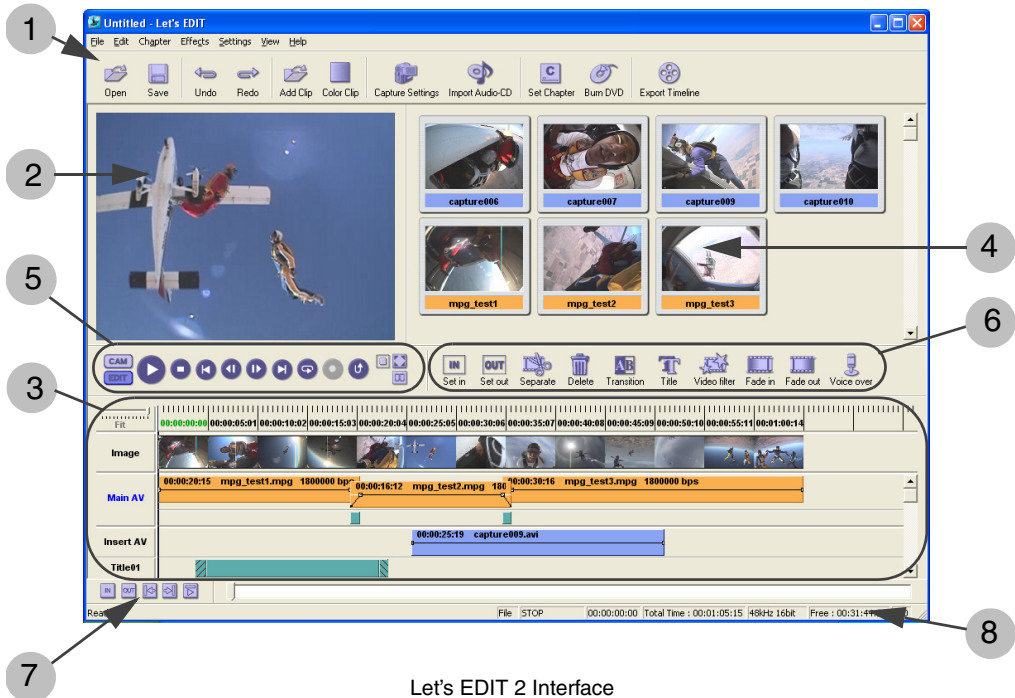 Untitled - Let's EDIT
File Edit Chapter Effects Settings View Help
1
Open Save Undo Redo Add Clip Color Clip Capture Settings Import Audio-CD Set Chapter Burn DVD Export Timeline
2
capture006 capture007 capture009 capture010
4
mpg_test1 mpg_test2 mpg_test3
5
6
CAM
EDIT
IN OUT AB T
Set in Set out Separate Delete Transition Title Video filter Fade in Fade out Voice over
3
Fit 00:00:00:00 00:00:05:01 00:00:10:02 00:00:15:03 00:00:20:04 00:00:25:05 00:00:30:06 00:00:35:07 00:00:40:08 00:00:45:09 00:00:50:10 00:00:55:11 00:01:00:14
Image
Main AV 00:00:20:15 mpg_test1.mpg 1800000 bps 00:00:16:12 mpg_test2.mpg 180 00:00:30:16 mpg_test3.mpg 1800000 bps
Insert AV 00:00:25:19 capture009.avi
Title01
IN OUT
File STOP 00:00:00:00 Total Time : 00:01:05:15 48kHz 16bit Free : 00:31:44
7
8
Let's EDIT 2 Interface